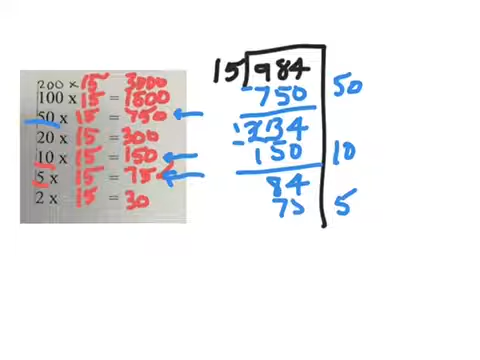 200 x 15 = 3000
100 x 15 = 1500
50 x 15 = 750
20 x 15 = 300
10 x 15 = 150
5 x 15 = 75
2 x 15 = 30
15 984
-750 50
234
-150 10
84
75 5